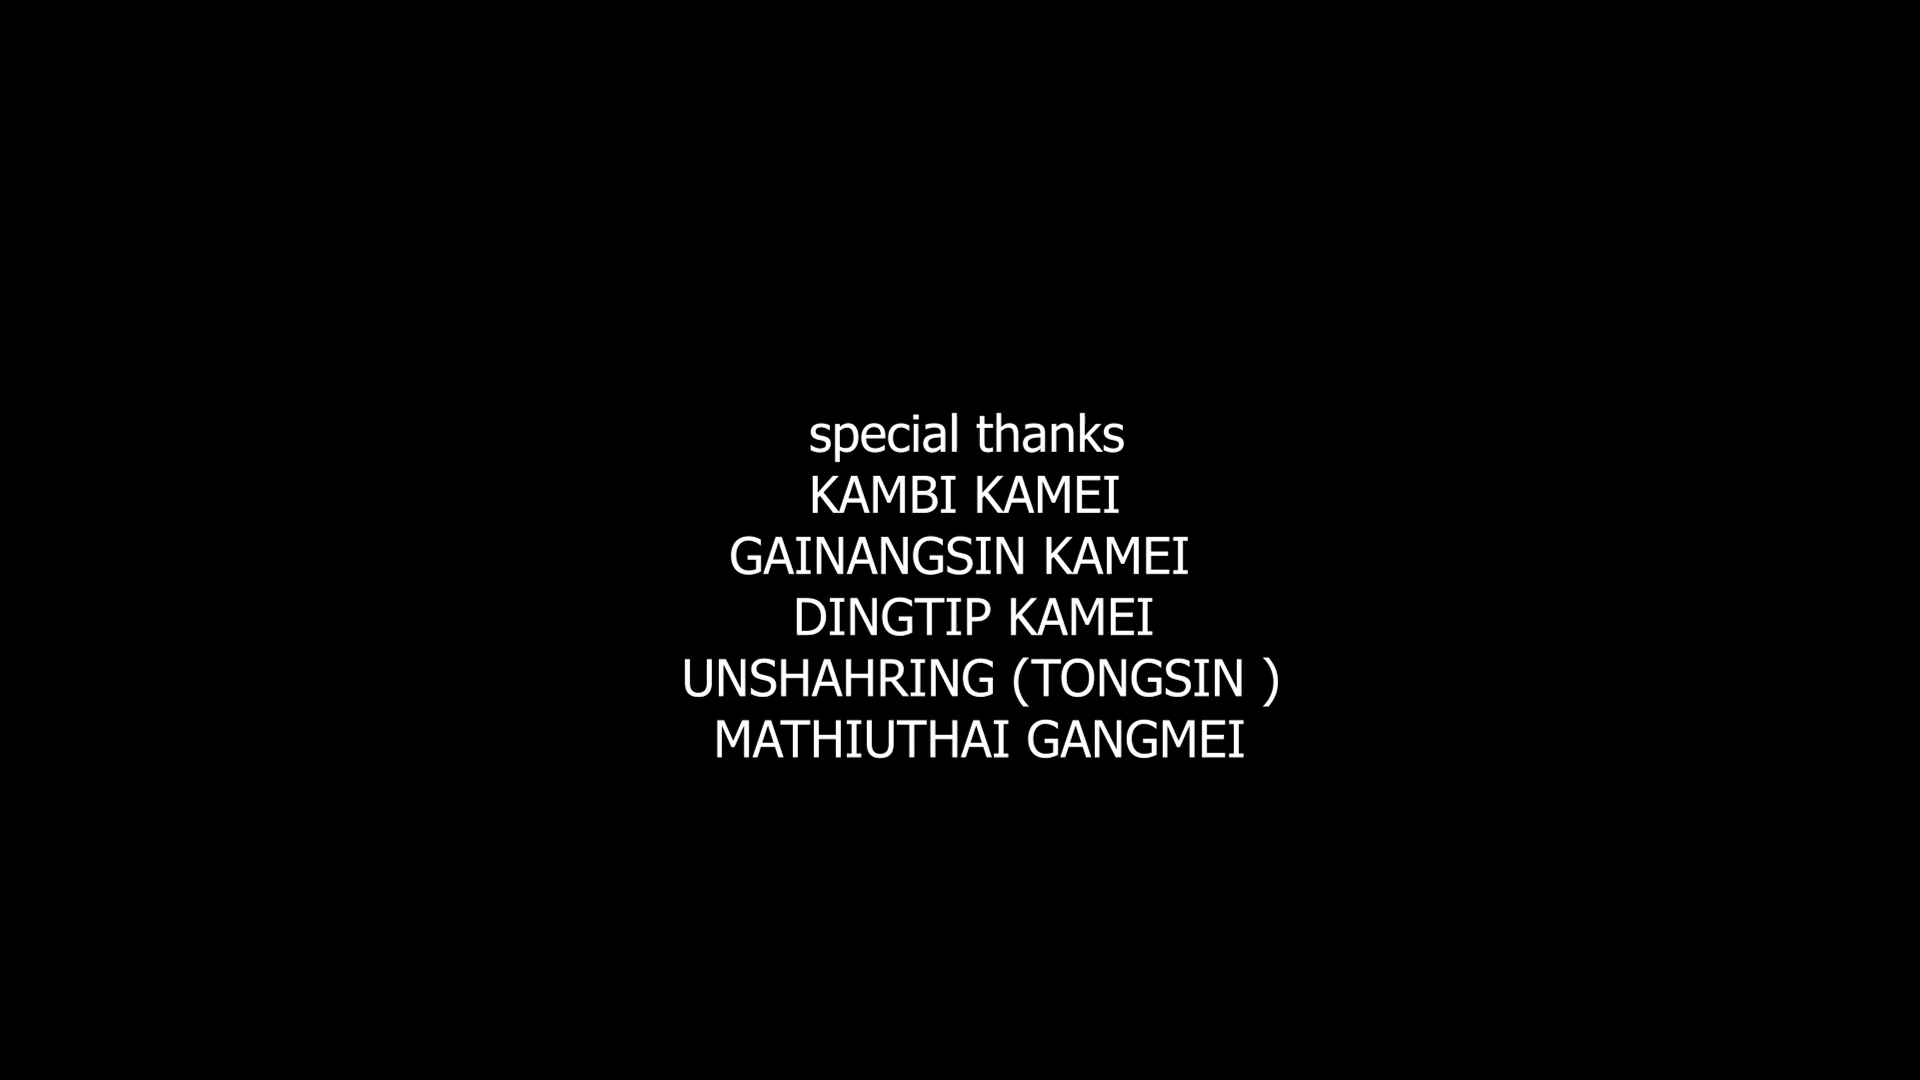 special thanks
KAMBI KAMEI
GAINANGSIN KAMEI
DINGTIP KAMEI
UNSHAHRING (TONGSIN )
MATHIUTHAI GANGMEI